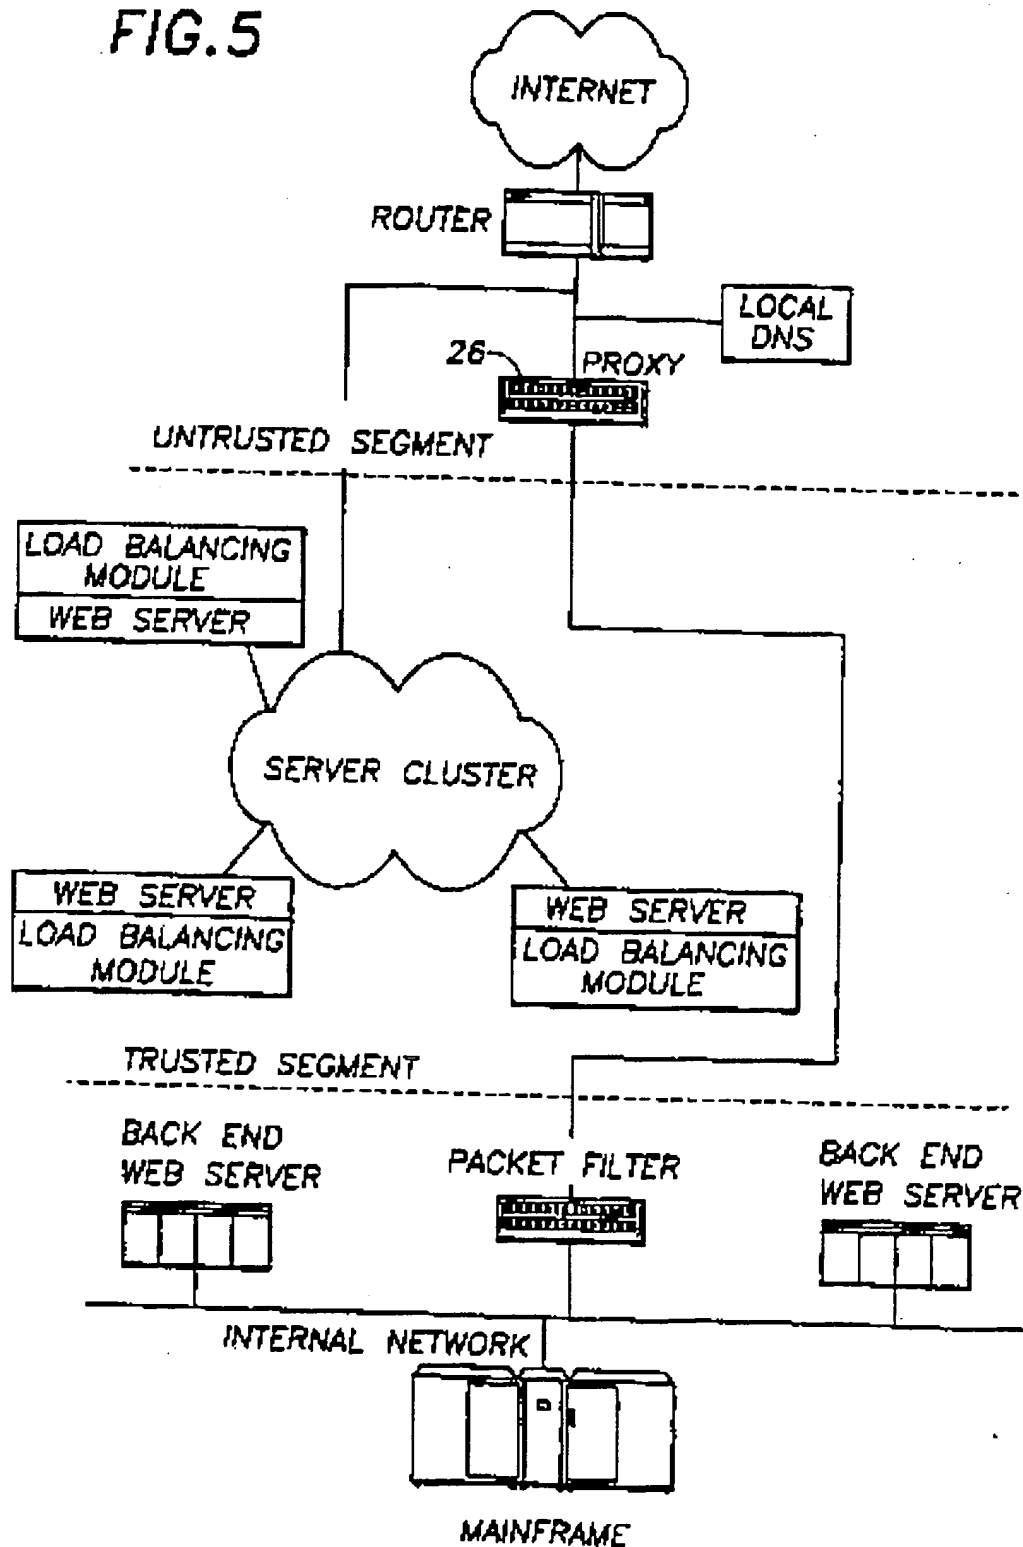 FIG.5
INTERNET
ROUTER
LOCAL
DNS
26
PROXY
UNTRUSTED SEGMENT
LOAD BALANCING
MODULE
WEB SERVER
SERVER CLUSTER
WEB SERVER
LOAD BALANCING
MODULE
WEB SERVER
LOAD BALANCING
MODULE
TRUSTED SEGMENT
BACK END
WEB SERVER
PACKET FILTER
BACK END
WEB SERVER
INTERNAL NETWORK
MAINFRAME